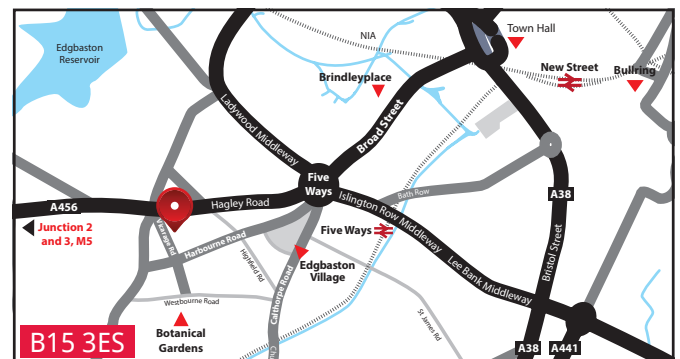 Edgbaston
Reservoir
NIA
Town Hall
Brindleyplace
New Street
Bullring
Ladywood Middleway
Broad Street
Five
Ways
Bath Row
A38
A456
Hagley Road
Islington Row Middleway
Junction 2
and 3, M5
Vicarage Rd
Harbourne Road
Highfield Rd
Five Ways
Bristol Street
Edgbaston
Village
Calthorpe Road
Lee Bank Middleway
Westbourne Road
St. James Rd
Botanical
Gardens
B15 3ES
A38
A441